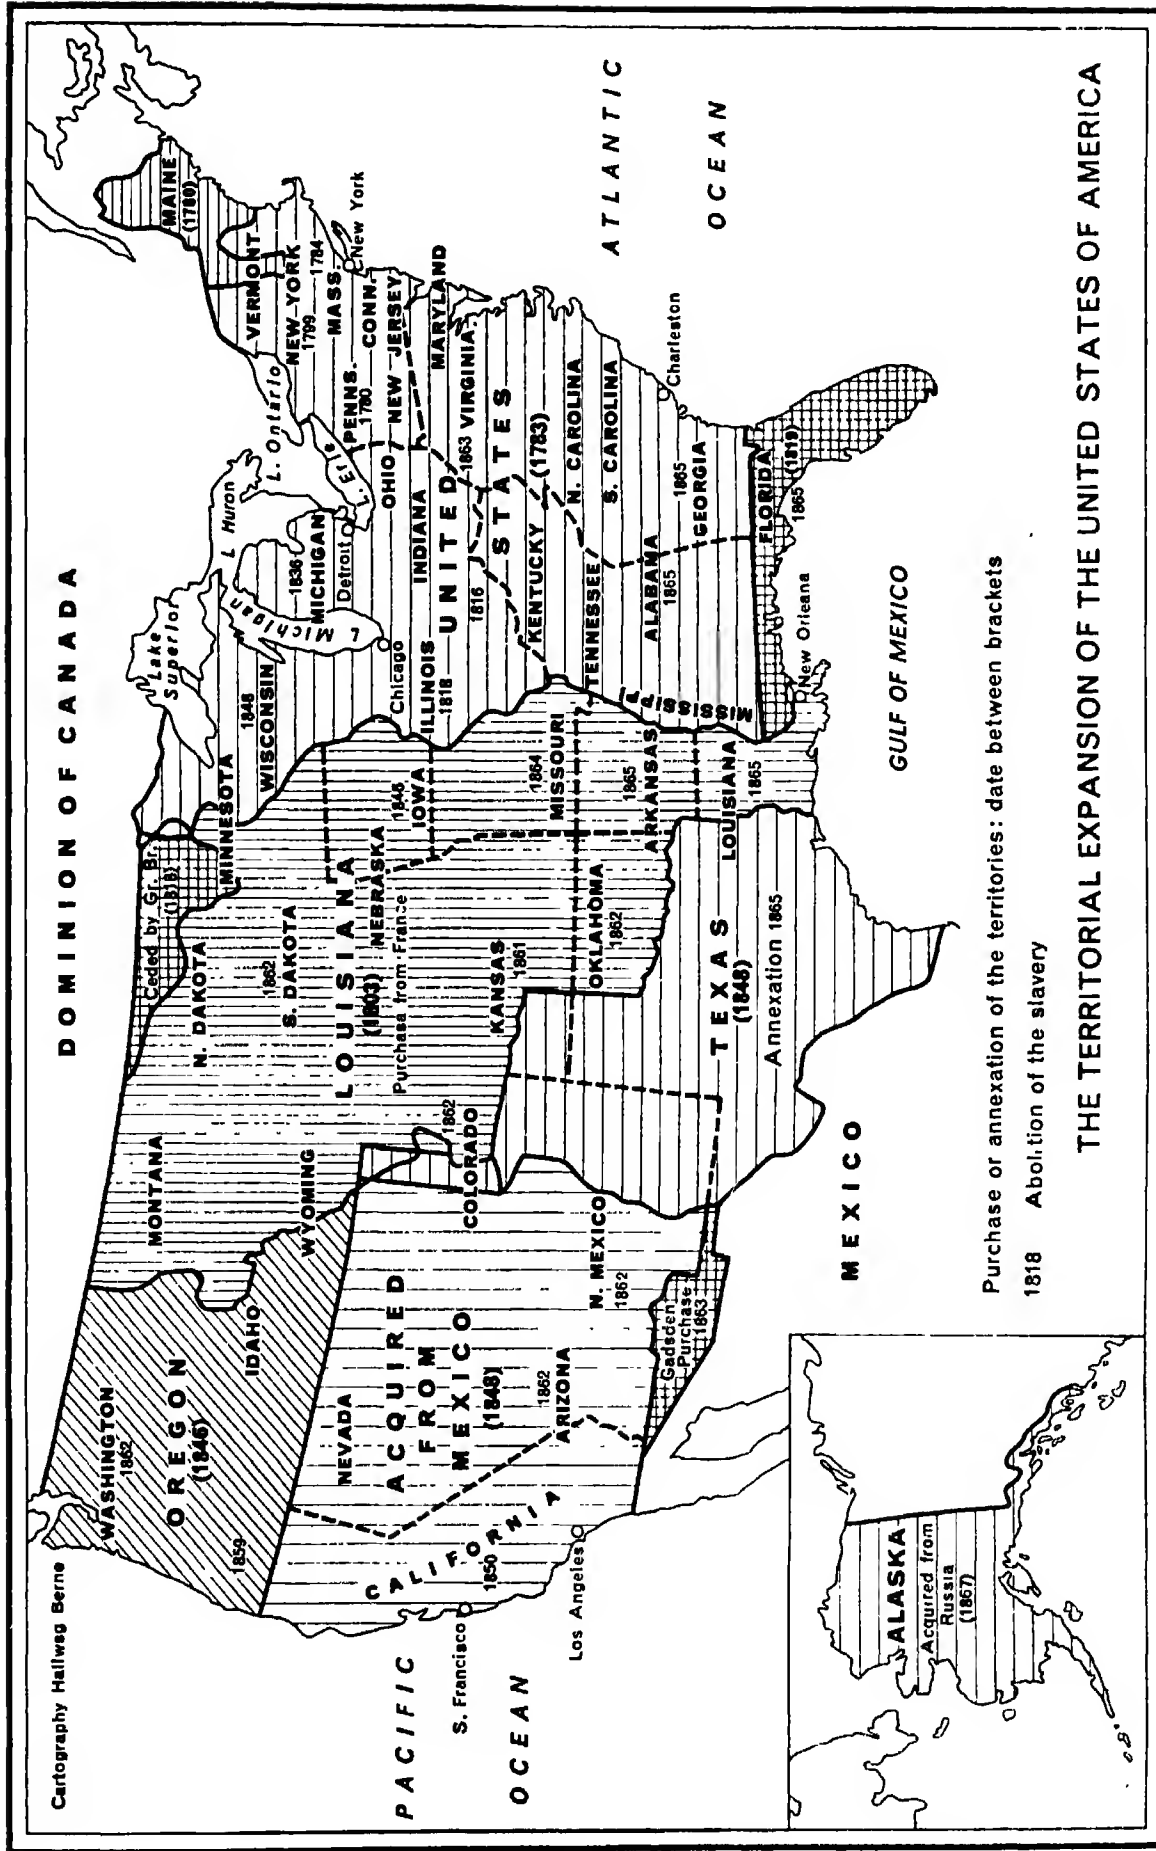 Cartography Hallwsg Berne
DOMINION OF CANADA
WASHINGTON
1862
OREGON
(1846)
1859
IDAHO
MONTANA
WYOMING
N. DAKOTA
1862
S. DAKOTA
Ceded by Gr. Br.
(1818)
MINNESOTA
WISCONSIN
1848
Lake
Superior
L Michigan
L Huron
1836
MICHIGAN
Detroit
L. Erie
L. Ontario
MAINE
(1780)
VERMONT
NEW-YORK
1799
1784
MASS.
New York
CONN.
PENNS.
1780
NEW JERSEY
OHIO
INDIANA
MARYLAND
1863 VIRGINIA
UNITED
STATES
(1783)
1816
KENTUCKY
Chicago
ILLINOIS
1818
LOUISIANA
(1803)
Purchasa from France
NEBRASKA
1846
IOWA
1864
MISSOURI
KANSAS
1861
COLORADO
1862
NEVADA
ACQUIRED
FROM
MEXICO
(1848)
CALIFORNIA
1850
S. Francisco
Los Angeles
PACIFIC
OCEAN
1862
ARIZONA
N. MEXICO
1862
Gadsden
Purchase
1863
OKLAHOMA
1862
1865
ARKANSAS
LOUISIANA
1865
TEXAS
(1848)
Annexation 1865
TENNESSEE
MISSISSIPPI
ALABAMA
1865
N. CAROLINA
S. CAROLINA
1865
GEORGIA
Charleston
FLORIDA
(1819)
1865
New Orleana
ATLANTIC
OCEAN
GULF OF MEXICO
MEXICO
ALASKA
Acquired from
Russia
(1867)
Purchase or annexation of the territories: date between brackets
1818 Abolition of the slavery
THE TERRITORIAL EXPANSION OF THE UNITED STATES OF AMERICA